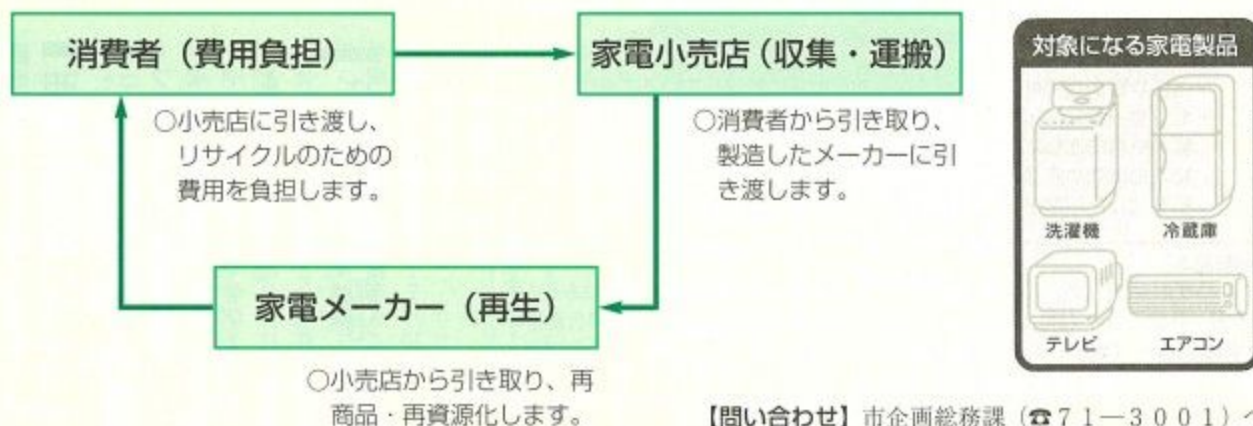 消費者（費用負担）
○小売店に引き渡し、
リサイクルのための
費用を負担します。
家電小売店（収集・運搬）
○消費者から引き取り、
製造したメーカーに引
き渡します。
家電メーカー（再生）
○小売店から引き取り、再
商品・再資源化します。
対象になる家電製品
洗濯機
冷蔵庫
テレビ
エアコン
【問い合わせ】市企画総務課（☎７１―３００１）へ